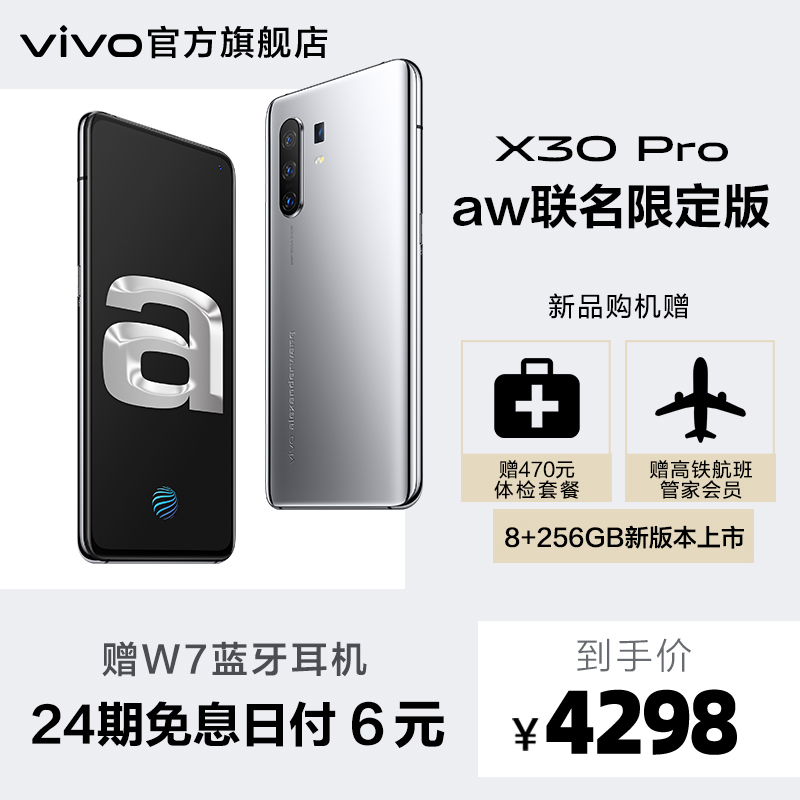 vivo官方旗舰店
X30 Pro
aw联名限定版
新品购机赠
赠470元
体检套餐
赠高铁航班
管家会员
8+256GB新版本上市
a
vivo alexanderwang
赠W7蓝牙耳机
24期免息日付6元
到手价
¥4298